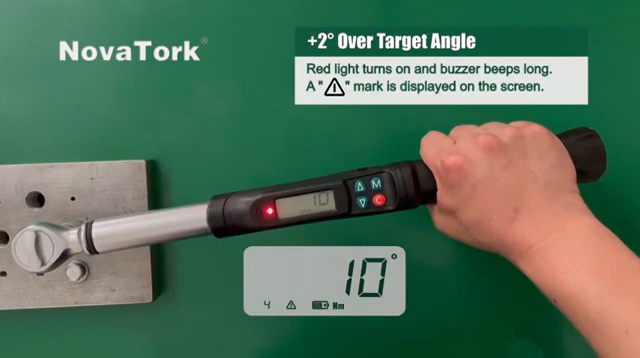 NovaTork®
+2° Over Target Angle
Red light turns on and buzzer beeps long.
A "⚠" mark is displayed on the screen.
10
M
C
10°
4 ⚠ Nm